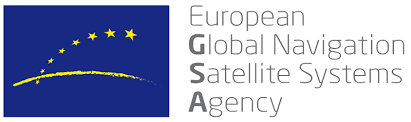 European
Global Navigation
Satellite Systems
Agency